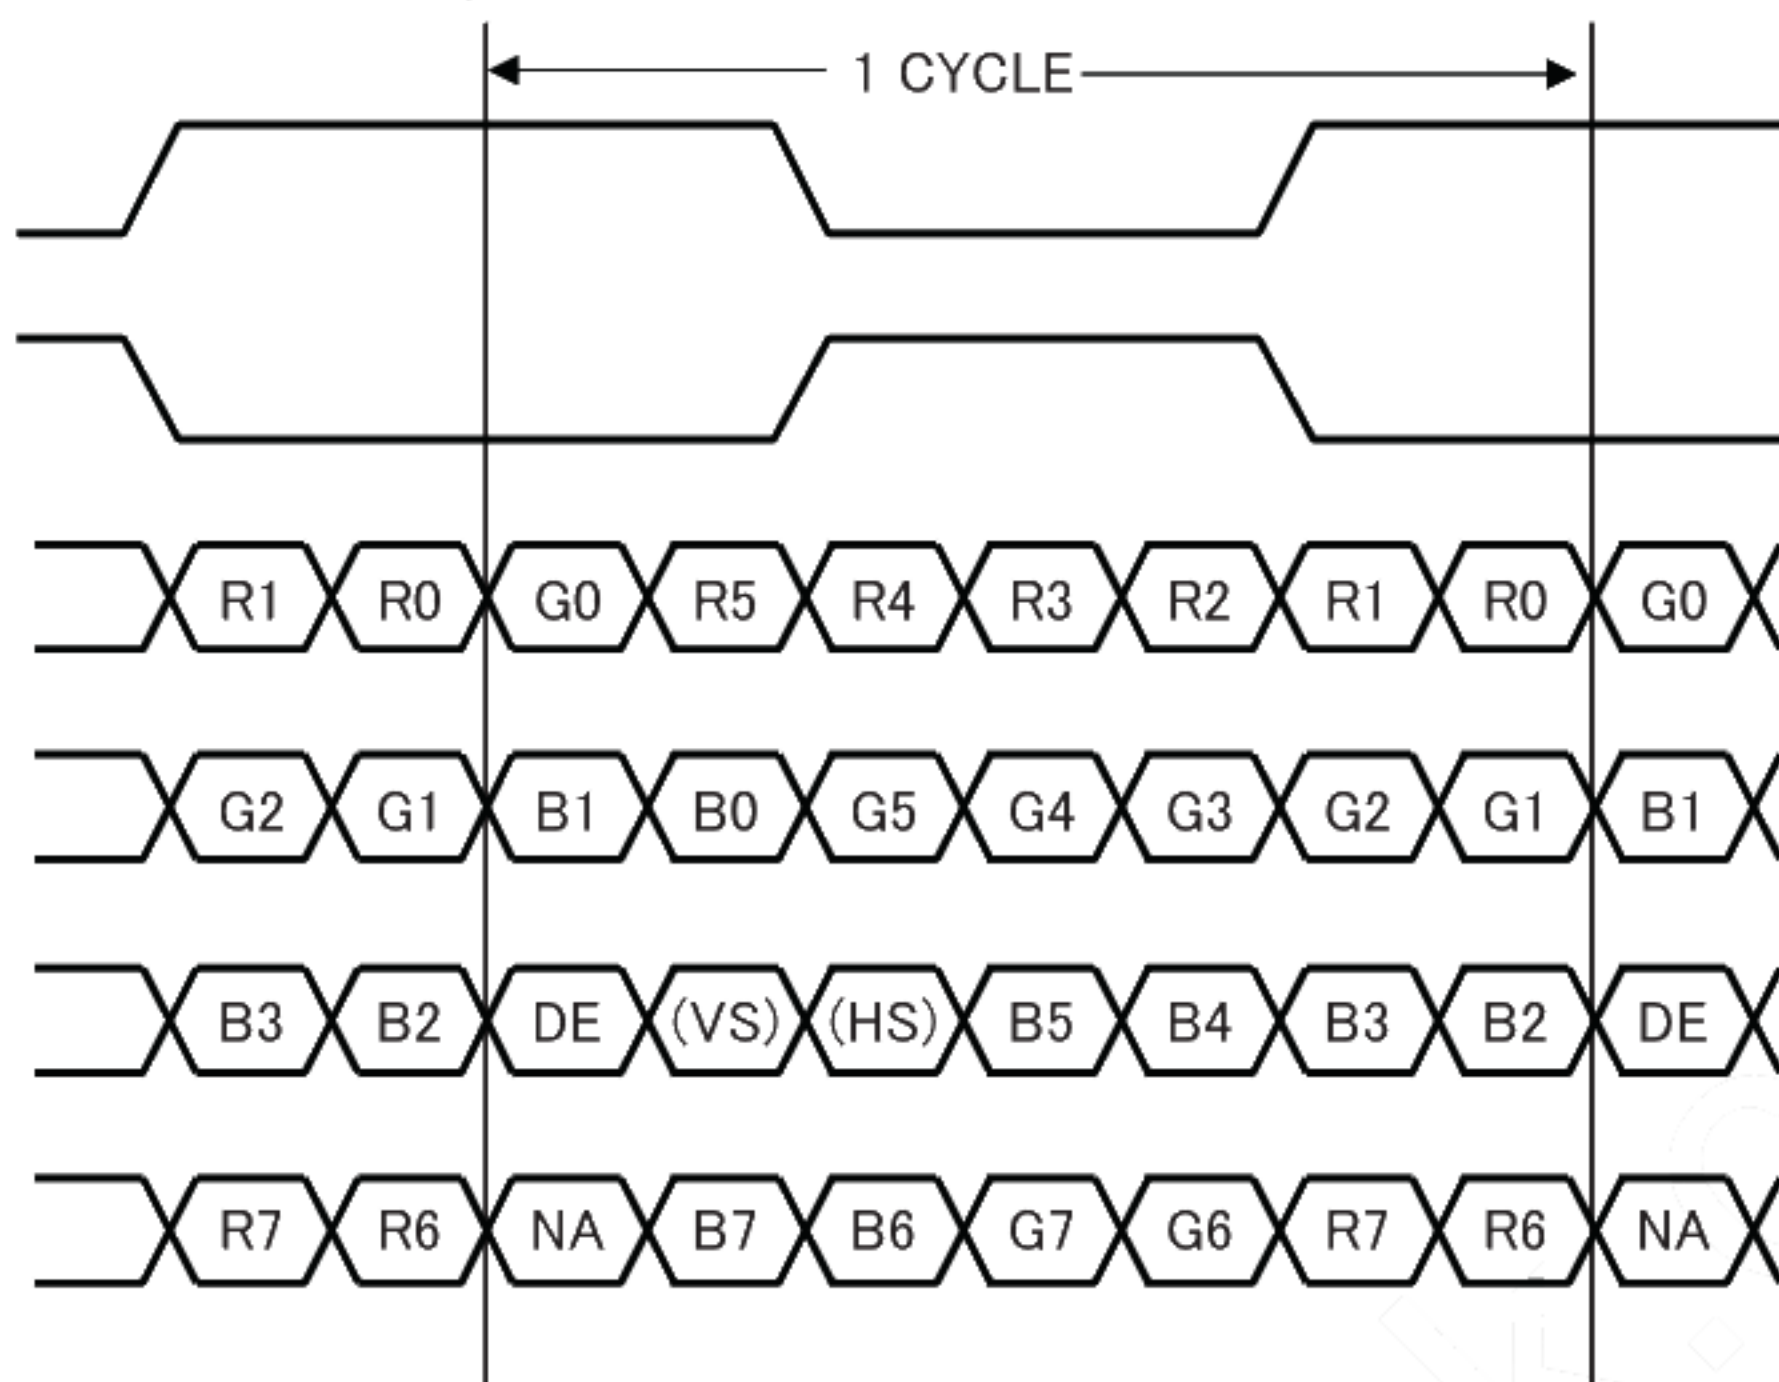 1 CYCLE
R1 R0 G0 R5 R4 R3 R2 R1 R0 G0
G2 G1 B1 B0 G5 G4 G3 G2 G1 B1
B3 B2 DE (VS) (HS) B5 B4 B3 B2 DE
R7 R6 NA B7 B6 G7 G6 R7 R6 NA